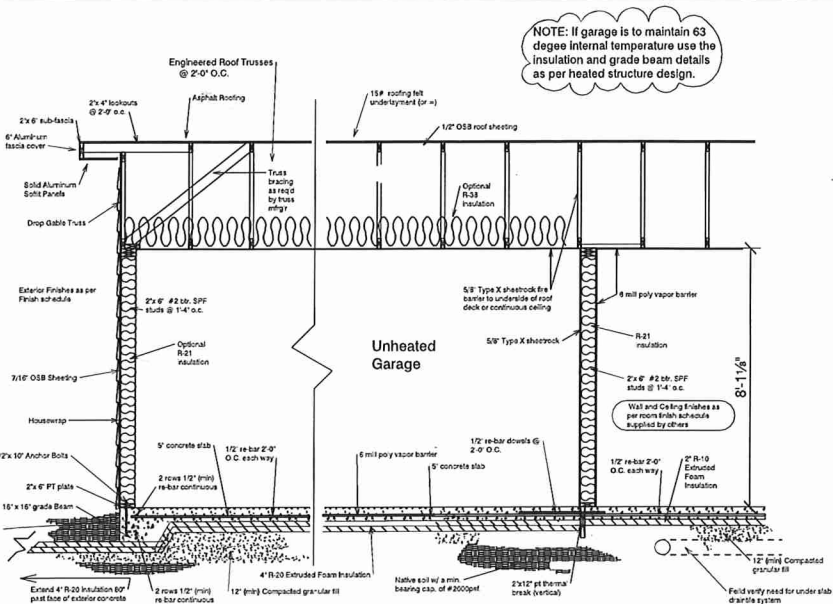 NOTE: If garage is to maintain 63
degee internal temperature use the
insulation and grade beam details
as per heated structure design.
Engineered Roof Trusses
@ 2'-0" O.C.
2"x 4" lookouts
@ 2'-0" o.c.
Asphalt Roofing
15# roofing felt
underlayment (or =)
2"x 6" sub-fascia
1/2" OSB roof sheeting
6" Aluminum
fascia cover
Solid Aluminum
Soffit Panels
Truss
bracing
as req'd
by truss
mfrg'r
Optional
R-38
insulation
Drop Gable Truss
Exterior Finishes as per
Finish schedule
2"x 6" #2 btr. SPF
studs @ 1'-4" o.c.
5/8" Type X sheetrock fire
barrier to underside of roof
deck or continuous ceiling
6 mill poly vapor barrier
Optional
R-21
insulation
Unheated
Garage
5/8" Type X sheetrock
R-21
insulation
7/16" OSB Sheeting
2"x 6" #2 btr. SPF
studs @ 1'-4" o.c.
8'-11⅛"
Housewrap
Wall and Ceiling finishes as
per room finish schedule
supplied by others
1/2"x 10" Anchor Bolts
5" concrete slab
1/2" re-bar 2'-0"
O.C. each way
6 mill poly vapor barrier
5" concrete slab
1/2" re-bar dowels @
2'-0" O.C.
1/2" re-bar 2'-0"
O.C. each way
2" R-10
Extruded
Foam
Insulation
2"x 6" PT plate
2 rows 1/2" (min)
re-bar continuous
16" x 16" grade Beam
4" R-20 Extruded Foam Insulation
Extend 4" R-20 insulation 60"
past face of exterior concrete
2 rows 1/2" (min)
re-bar continuous
12" (min) Compacted granular fill
Native soil w/ a min.
bearing cap. of #2000psf.
2"x12" pt thermal
break (vertical)
12" (min) Compacted
granular fill
Feild verify need for under slab
draintile system